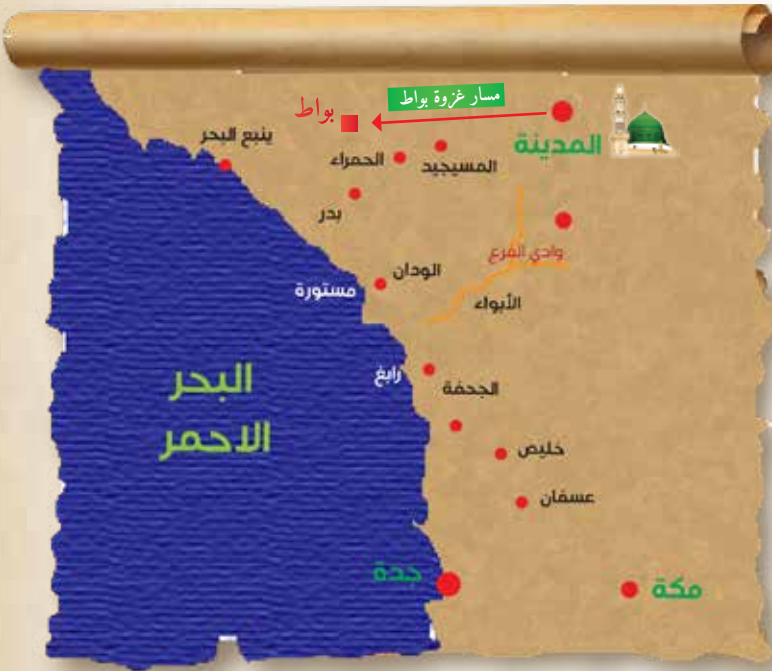 مسار غزوة بواط
بواط
المدينة
ينبع البحر
الحمراء
المسيجيد
بدر
وادي الفرع
الودان
مستورة
الأبواء
رابغ
الجحفة
البحر
الاحمر
خليص
عسفان
جدة
مكة